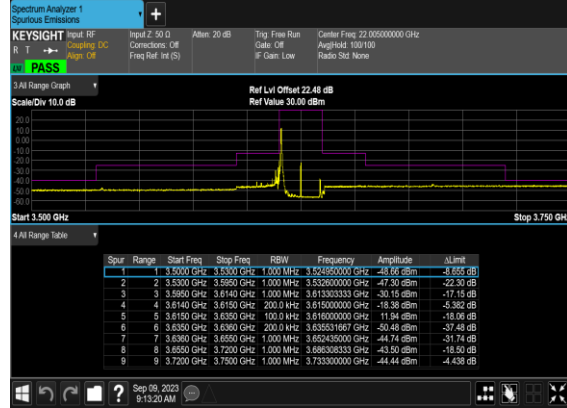 Spectrum Analyzer 1
Spurious Emissions
KEYSIGHT Input: RF Input Z: 50 Ω Atten: 20 dB Trig: Free Run Center Freq: 22.005000000 GHz
R T Coupling: DC Corrections: Off Gate: Off Avg|Hold: 100/100
Align: Off Freq Ref: Int (S) IF Gain: Low Radio Std: None
PASS
3 All Range Graph
Ref Lvl Offset 22.48 dB
Scale/Div 10.0 dB Ref Value 30.00 dBm
20.0
10.0
0.00
-10.0
-20.0
-30.0
-40.0
-50.0
-60.0
Start 3.500 GHz Stop 3.750 GHz
4 All Range Table
Spur Range Start Freq Stop Freq RBW Frequency Amplitude ΔLimit
1 1 3.5000 GHz 3.5300 GHz 1.000 MHz 3.524950000 GHz -48.66 dBm -8.655 dB
2 2 3.5300 GHz 3.5950 GHz 1.000 MHz 3.532600000 GHz -47.30 dBm -22.30 dB
3 3 3.5950 GHz 3.6140 GHz 1.000 MHz 3.613303333 GHz -30.15 dBm -17.15 dB
4 4 3.6140 GHz 3.6150 GHz 200.0 kHz 3.615000000 GHz -18.38 dBm -5.382 dB
5 5 3.6150 GHz 3.6350 GHz 100.0 kHz 3.616000000 GHz 11.94 dBm -18.06 dB
6 6 3.6350 GHz 3.6360 GHz 200.0 kHz 3.635531667 GHz -50.48 dBm -37.48 dB
7 7 3.6360 GHz 3.6550 GHz 1.000 MHz 3.652435000 GHz -44.74 dBm -31.74 dB
8 8 3.6550 GHz 3.7200 GHz 1.000 MHz 3.686308333 GHz -43.50 dBm -18.50 dB
9 9 3.7200 GHz 3.7500 GHz 1.000 MHz 3.733300000 GHz -44.44 dBm -4.438 dB
Sep 09, 2023
9:13:20 AM